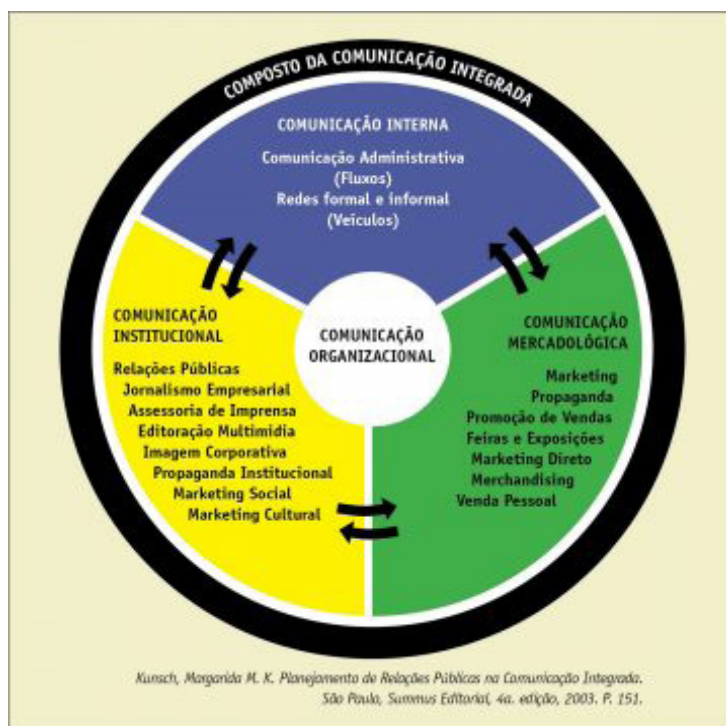 COMPOSTO DA COMUNICAÇÃO INTEGRADA
COMUNICAÇÃO INTERNA
Comunicação Administrativa
(Fluxos)
Redes formal e informal
(Veículos)
COMUNICAÇÃO
INSTITUCIONAL
Relações Públicas
Jornalismo Empresarial
Assessoria de Imprensa
Editoração Multimidia
Imagem Corporativa
Propaganda Institucional
Marketing Social
Marketing Cultural
COMUNICAÇÃO
ORGANIZACIONAL
COMUNICAÇÃO
MERCADOLÓGICA
Marketing
Propaganda
Promoção de Vendas
Feiras e Exposições
Marketing Direto
Merchandising
Venda Pessoal
Kunsch, Margarida M. K. Planejamento de Relações Públicas na Comunicação Integrada.
São Paulo, Summus Editorial, 4a. edição, 2003. P. 151.